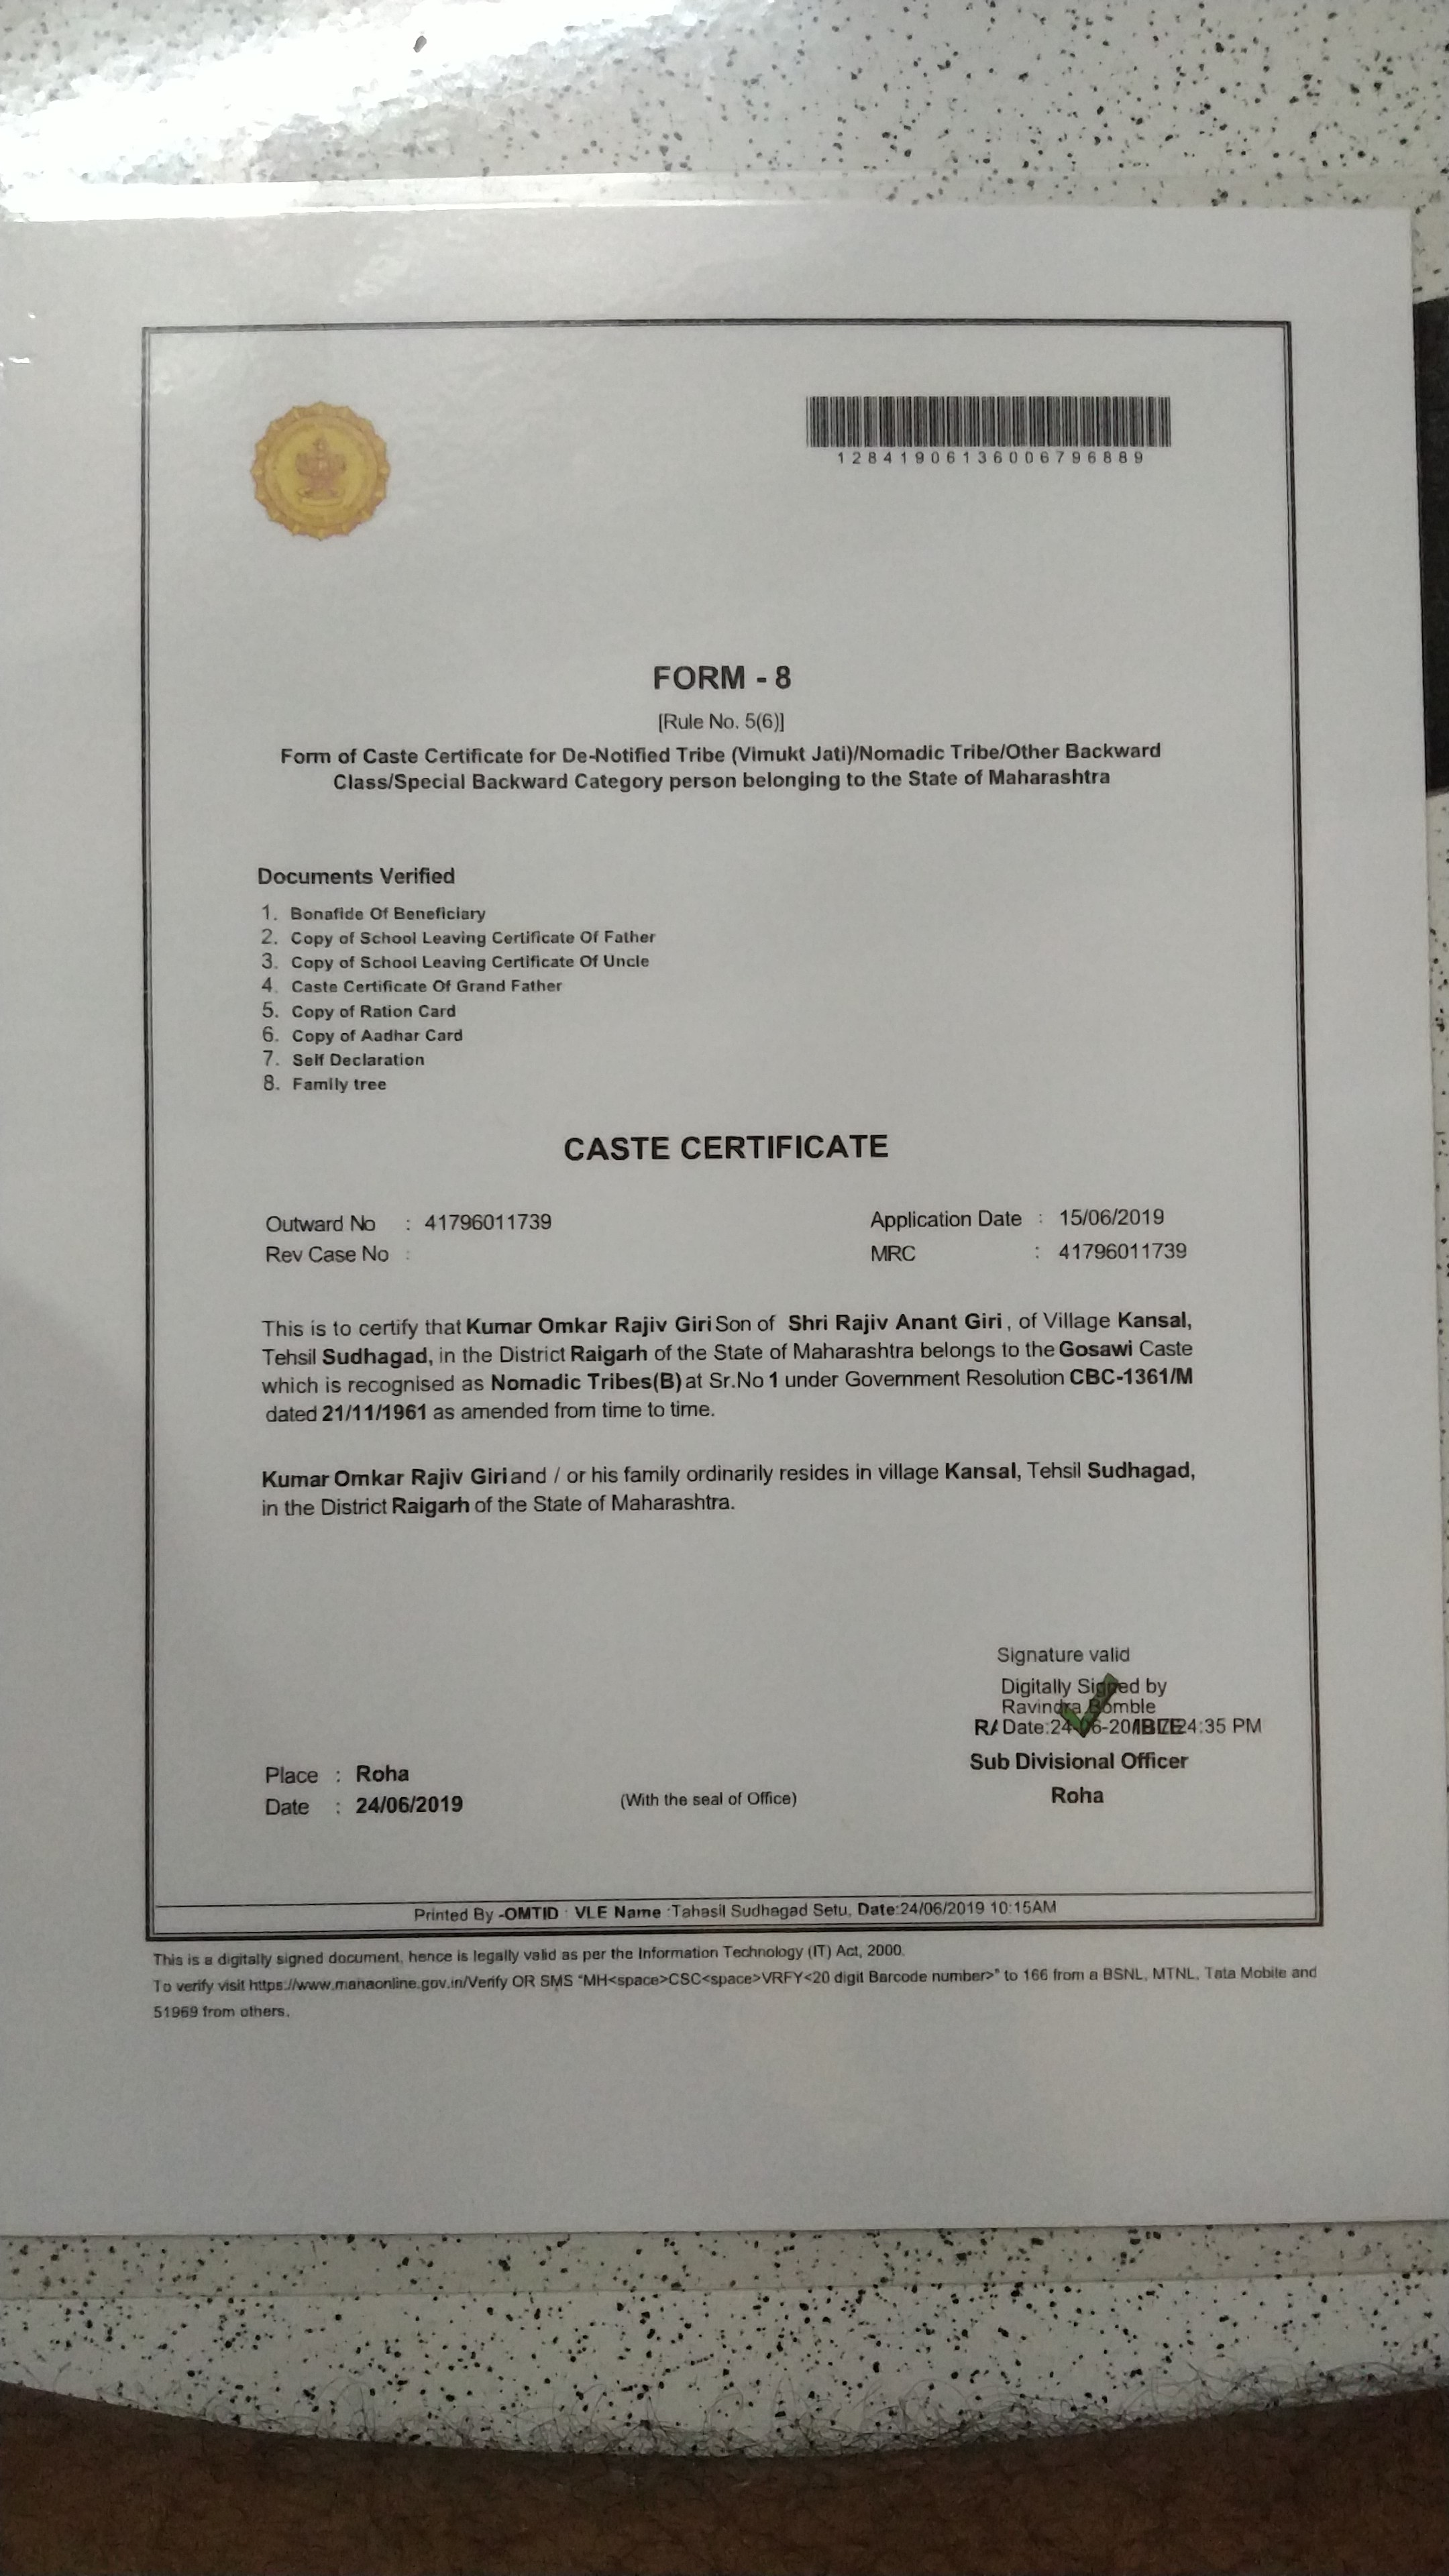 12841906136006796889
FORM - 8
[Rule No. 5(6)]
Form of Caste Certificate for De-Notified Tribe (Vimukt Jati)/Nomadic Tribe/Other Backward
Class/Special Backward Category person belonging to the State of Maharashtra
Documents Verified
1. Bonafide Of Beneficiary
2. Copy of School Leaving Certificate Of Father
3. Copy of School Leaving Certificate Of Uncle
4. Caste Certificate Of Grand Father
5. Copy of Ration Card
6. Copy of Aadhar Card
7. Self Declaration
8. Family tree
CASTE CERTIFICATE
Outward No : 41796011739 Application Date : 15/06/2019
Rev Case No : MRC : 41796011739
This is to certify that Kumar Omkar Rajiv Giri Son of Shri Rajiv Anant Giri, of Village Kansal,
Tehsil Sudhagad, in the District Raigarh of the State of Maharashtra belongs to the Gosawi Caste
which is recognised as Nomadic Tribes(B) at Sr.No 1 under Government Resolution CBC-1361/M
dated 21/11/1961 as amended from time to time.
Kumar Omkar Rajiv Giri and / or his family ordinarily resides in village Kansal, Tehsil Sudhagad,
in the District Raigarh of the State of Maharashtra.
Signature valid
Digitally Signed by
Ravindra Bomble
Date:24-06-20 4:35 PM
Sub Divisional Officer
Place : Roha
Roha
Date : 24/06/2019 (With the seal of Office)
Printed By -OMTID : VLE Name :Tahasil Sudhagad Setu, Date:24/06/2019 10:15AM
This is a digitally signed document, hence is legally valid as per the Information Technology (IT) Act, 2000.
To verify visit https://www.mahaonline.gov.in/Verify OR SMS "MH<space>CSC<space>VRFY<20 digit Barcode number>" to 166 from a BSNL, MTNL, Tata Mobile and
51969 from others.